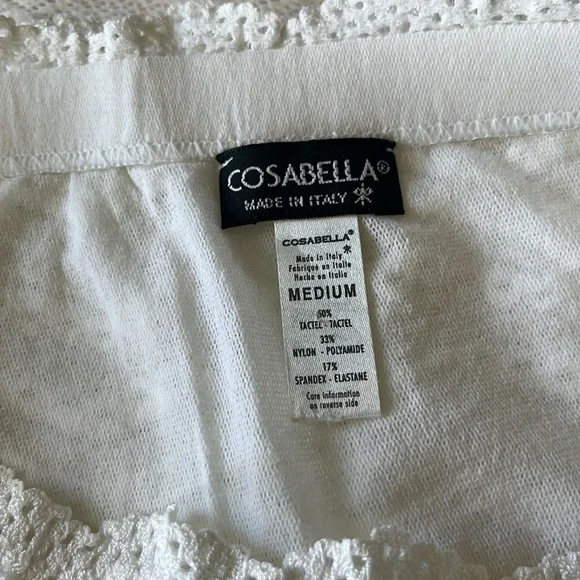 COSABELLA®
MADE IN ITALY
COSABELLA®
Made in Italy
Fabriqué en Italie
Hecho en Italia
MEDIUM
50%
TACTEL - TACTEL
33%
NYLON - POLYAMIDE
17%
SPANDEX - ELASTANE
Care information
on reverse side